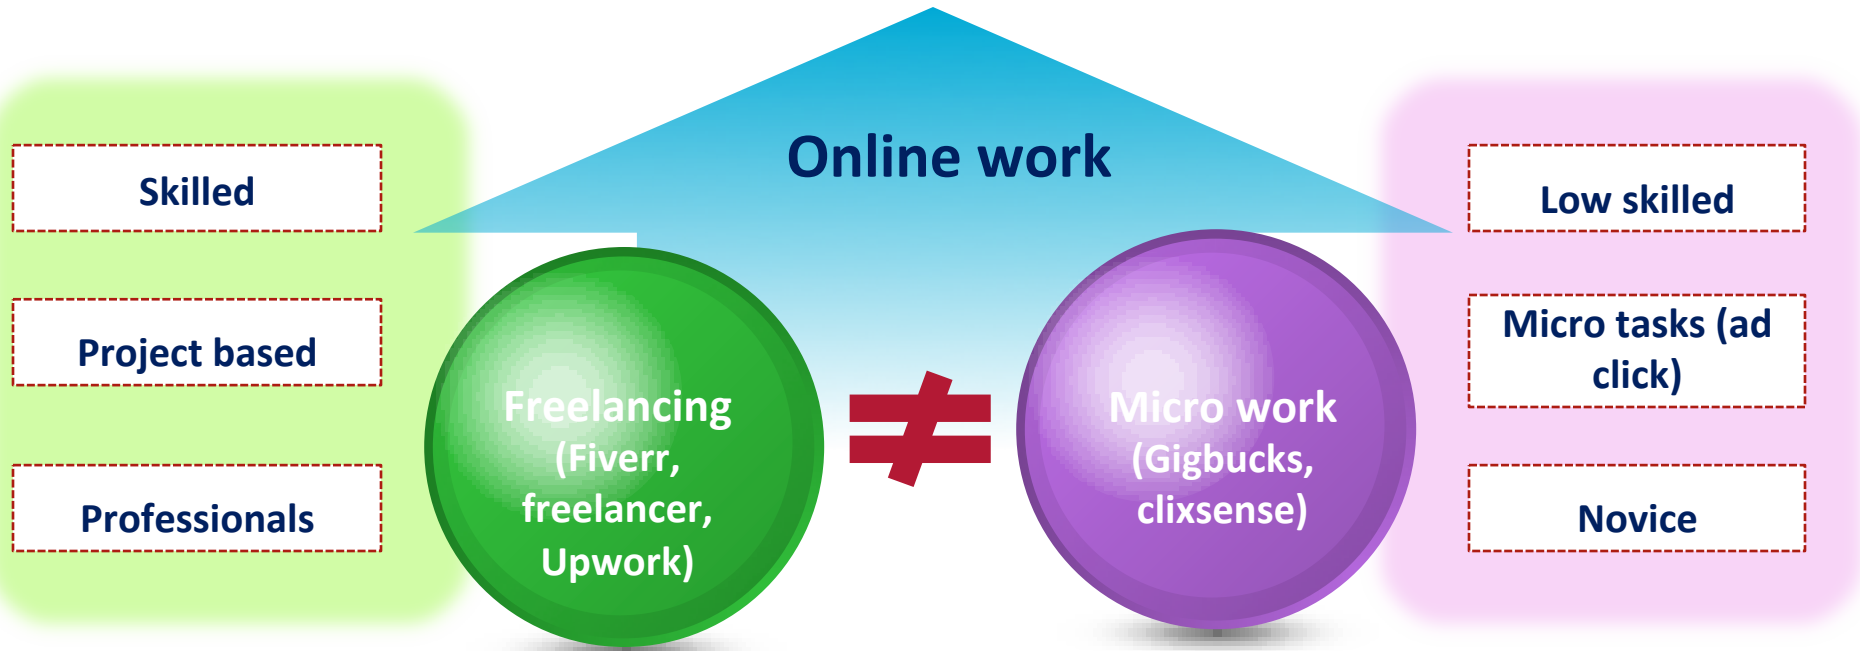 Online work
Skilled
Project based
Professionals
Freelancing
(Fiverr,
freelancer,
Upwork)
Micro work
(Gigbucks,
clixsense)
Low skilled
Micro tasks (ad
click)
Novice